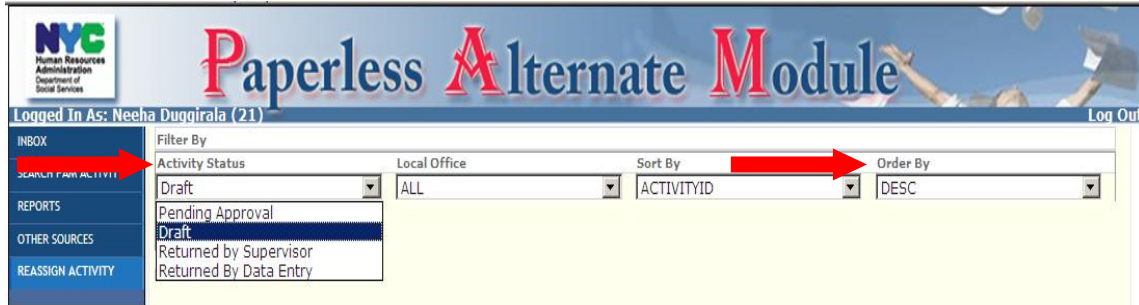 NYC
Human Resources
Administration
Department of
Social Services
Paperless Alternate Module
Logged In As: Neeha Duggirala (21) Log Out
INBOX
Filter By
SEARCH PAM ACTIVITY
Activity Status Local Office Sort By Order By
Draft ALL ACTIVITYID DESC
REPORTS
Pending Approval
Draft
OTHER SOURCES
Returned by Supervisor
REASSIGN ACTIVITY
Returned By Data Entry